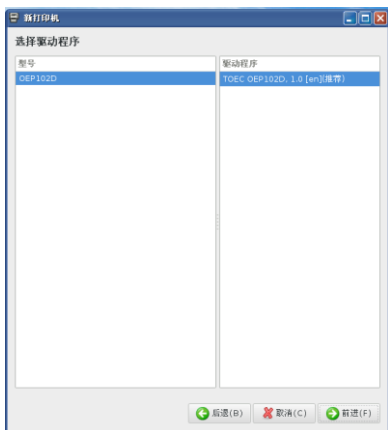 新打印机
选择驱动程序
型号
驱动程序
OEP102D
TOEC OEP102D, 1.0 [en](推荐)
后退(B)
取消(C)
前进(F)